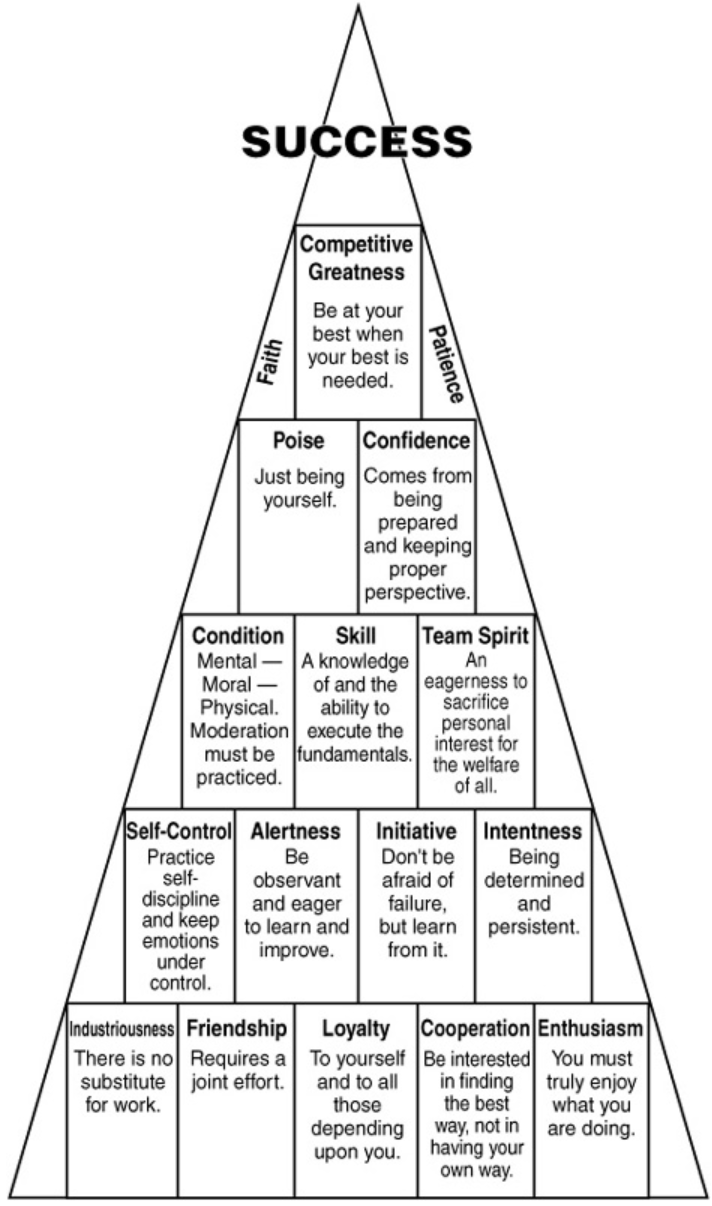 SUCCESS
Competitive
Greatness
Be at your
best when
your best is
needed.
Faith
Patience
Poise
Just being
yourself.
Confidence
Comes from
being
prepared
and keeping
proper
perspective.
Condition
Mental —
Moral —
Physical.
Moderation
must be
practiced.
Skill
A knowledge
of and the
ability to
execute the
fundamentals.
Team Spirit
An
eagerness to
sacrifice
personal
interest for
the welfare
of all.
Self-Control
Practice
self-
discipline
and keep
emotions
under
control.
Alertness
Be
observant
and eager
to learn and
improve.
Initiative
Don't be
afraid of
failure,
but learn
from it.
Intentness
Being
determined
and
persistent.
Industriousness
There is no
substitute
for work.
Friendship
Requires a
joint effort.
Loyalty
To yourself
and to all
those
depending
upon you.
Cooperation
Be interested
in finding
the best
way, not in
having your
own way.
Enthusiasm
You must
truly enjoy
what you
are doing.